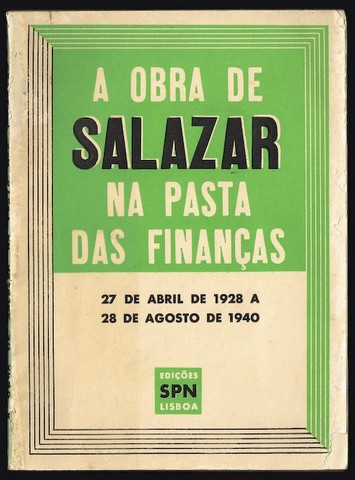 A OBRA DE
SALAZAR
NA PASTA
DAS FINANÇAS
27 DE ABRIL DE 1928 A
28 DE AGOSTO DE 1940
EDIÇÕES
SPN
LISBOA